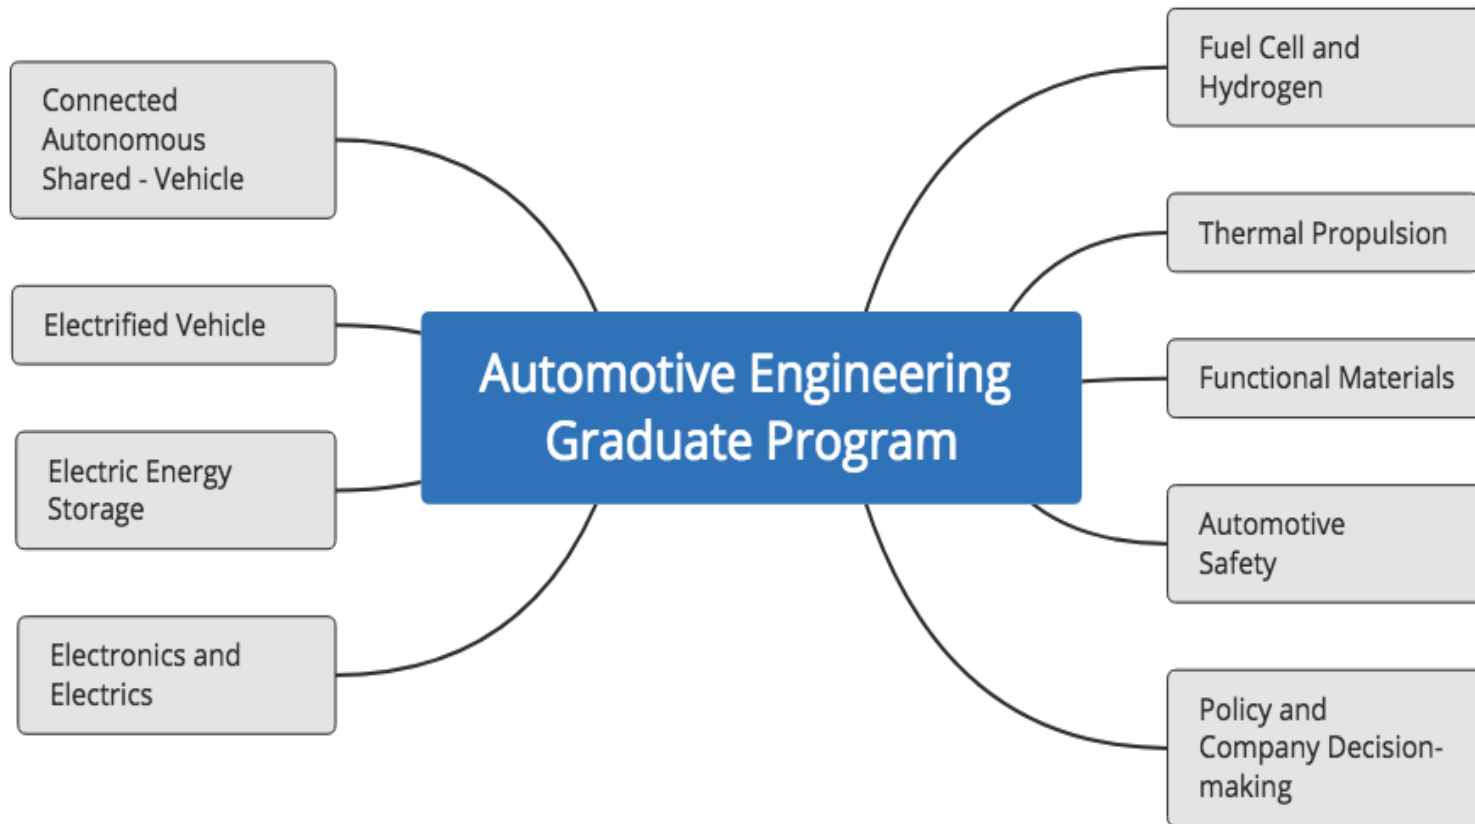 Connected
Autonomous
Shared - Vehicle
Electrified Vehicle
Electric Energy
Storage
Electronics and
Electrics
Automotive Engineering
Graduate Program
Fuel Cell and
Hydrogen
Thermal Propulsion
Functional Materials
Automotive
Safety
Policy and
Company Decision-
making